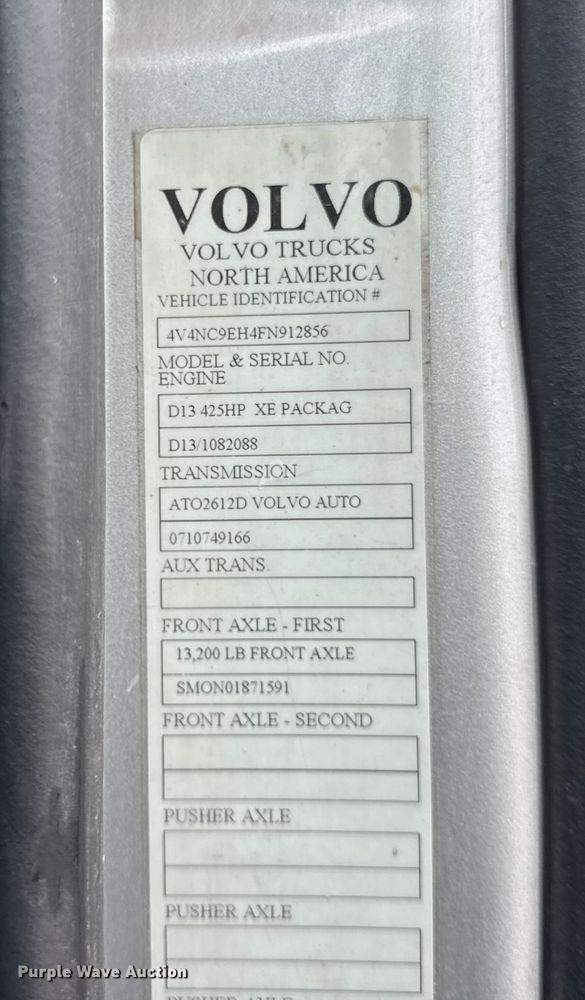 VOLVO
VOLVO TRUCKS
NORTH AMERICA
VEHICLE IDENTIFICATION #
4V4NC9EH4FN912856
MODEL & SERIAL NO.
ENGINE
D13 425HP XE PACKAG
D13/1082088
TRANSMISSION
ATO2612D VOLVO AUTO
0710749166
AUX TRANS.
FRONT AXLE - FIRST
13,200 LB FRONT AXLE
SMON01871591
FRONT AXLE - SECOND
PUSHER AXLE
PUSHER AXLE
PUSHER AXLE
Purple Wave Auction